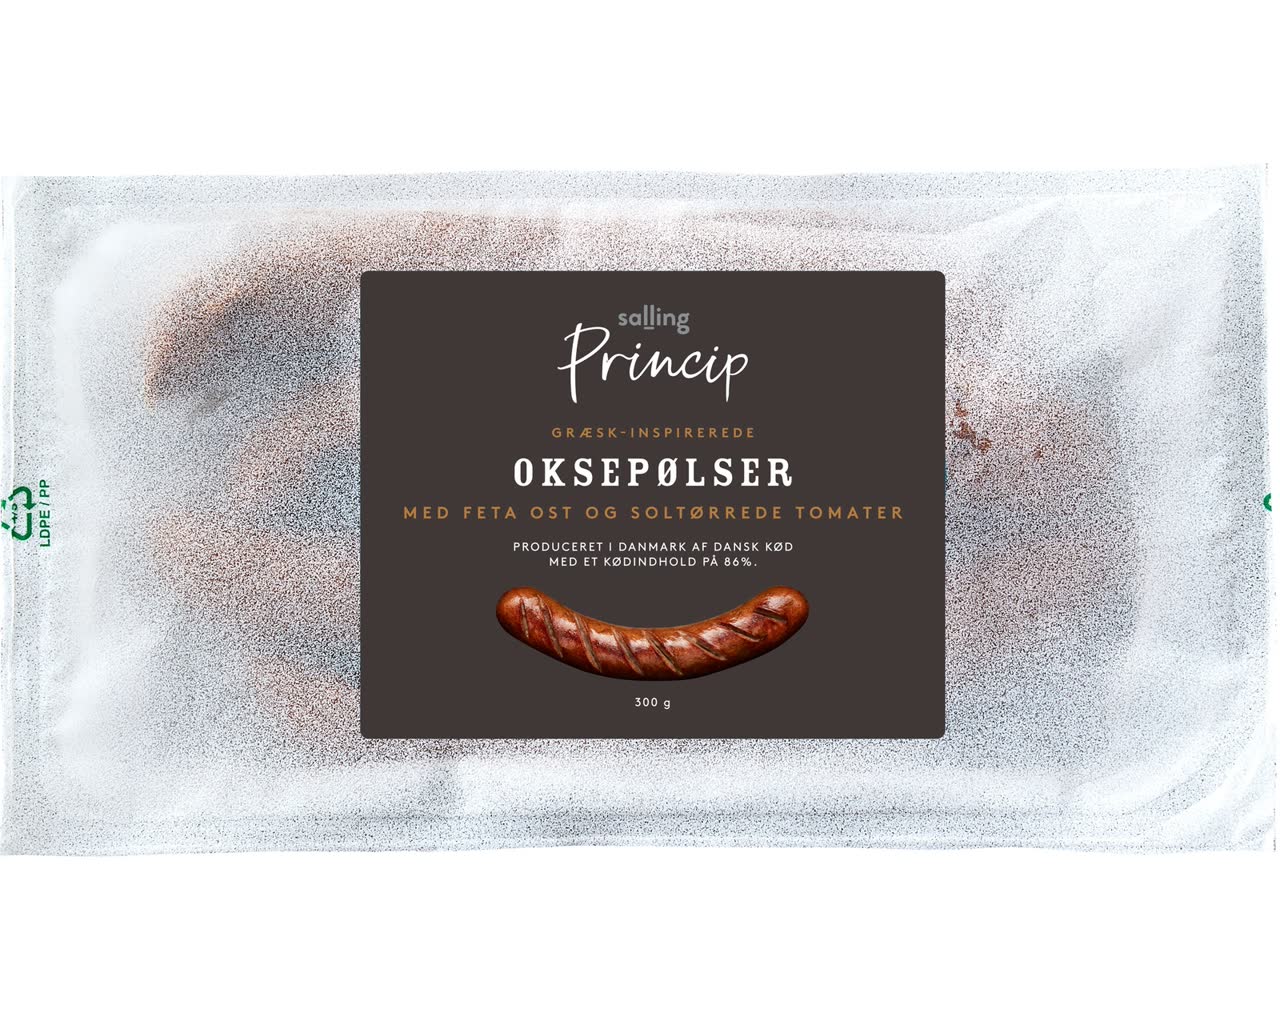 salling
Princip
GRÆSK-INSPIREREDE
OKSEPØLSER
MED FETA OST OG SOLTØRREDE TOMATER
PRODUCERET I DANMARK AF DANSK KØD
MED ET KØDINDHOLD PÅ 86%.
300 g
LDPE / PP